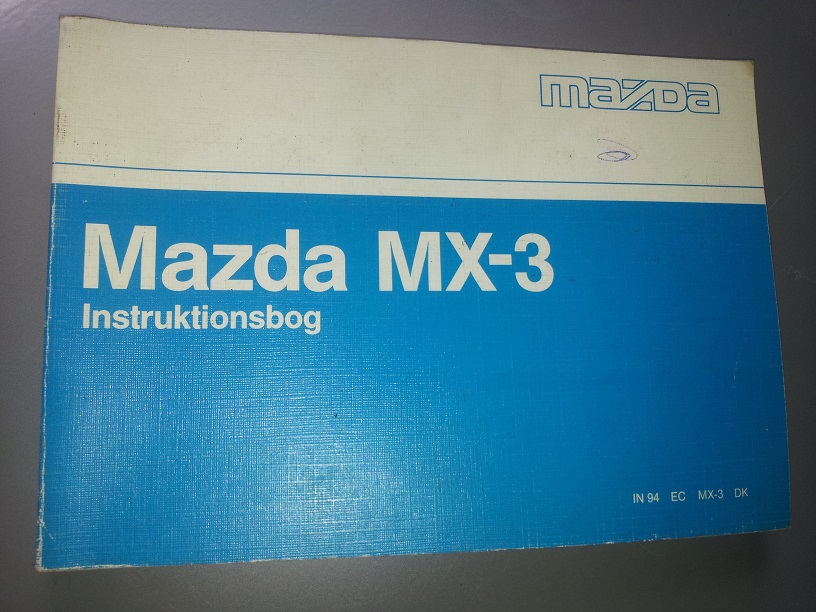 mazda
Mazda MX-3
Instruktionsbog
IN 94 EC MX-3 DK